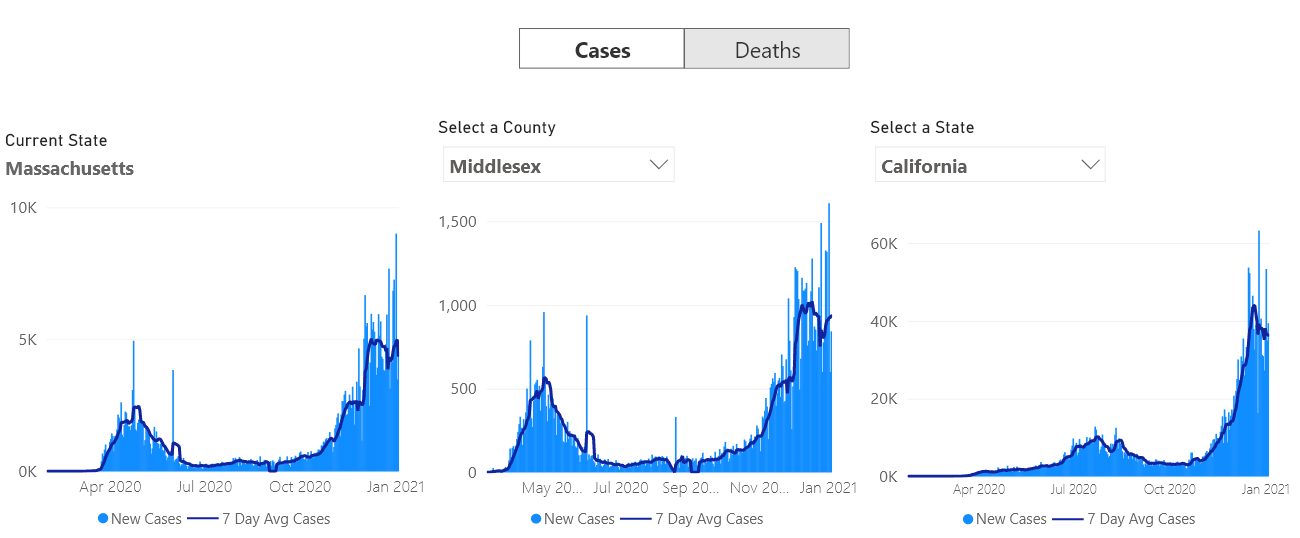 Cases Deaths
Current State
Massachusetts
10K
5K
0K
Apr 2020 Jul 2020 Oct 2020 Jan 2021
New Cases 7 Day Avg Cases
Select a County
Middlesex
1,500
1,000
500
0
May 20... Jul 2020 Sep 20... Nov 20... Jan 2021
New Cases 7 Day Avg Cases
Select a State
California
60K
40K
20K
0K
Apr 2020 Jul 2020 Oct 2020 Jan 2021
New Cases 7 Day Avg Cases